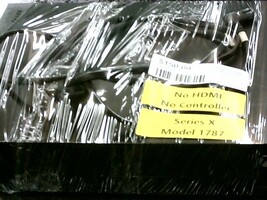 No HDMI
No Controller
Series X
Model 1787